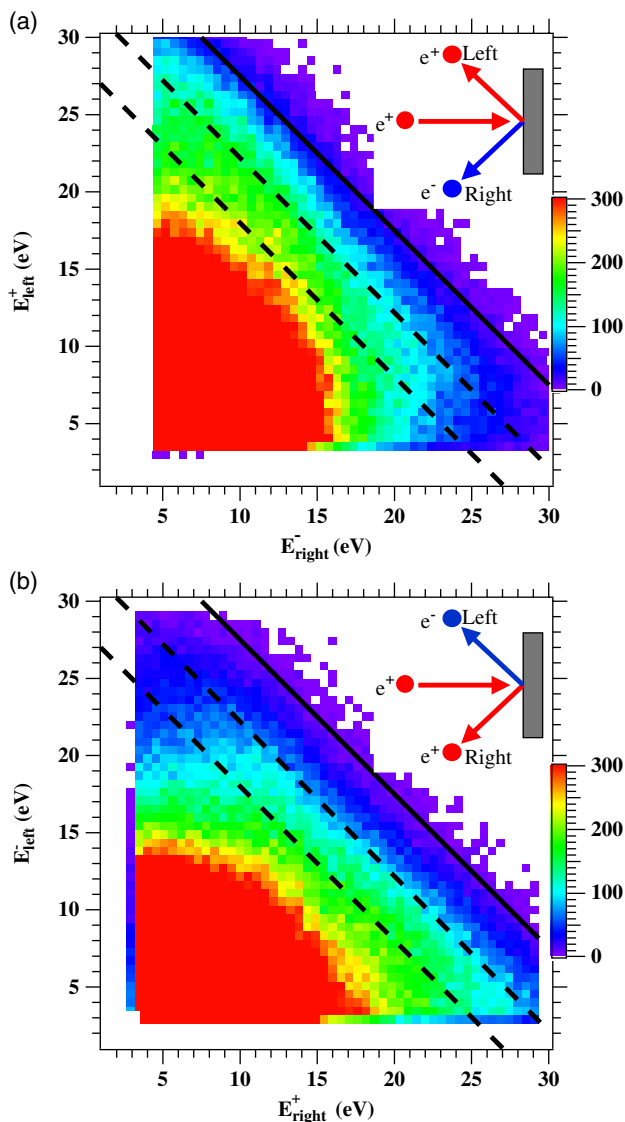 (a)
30
25
20
15
10
5
E⁺left (eV)
5 10 15 20 25 30
E⁻right (eV)
e⁺ Left
e⁺
e⁻ Right
300
200
100
0
(b)
30
25
20
15
10
5
E⁻left (eV)
5 10 15 20 25 30
E⁺right (eV)
e⁻ Left
e⁺
e⁺ Right
300
200
100
0